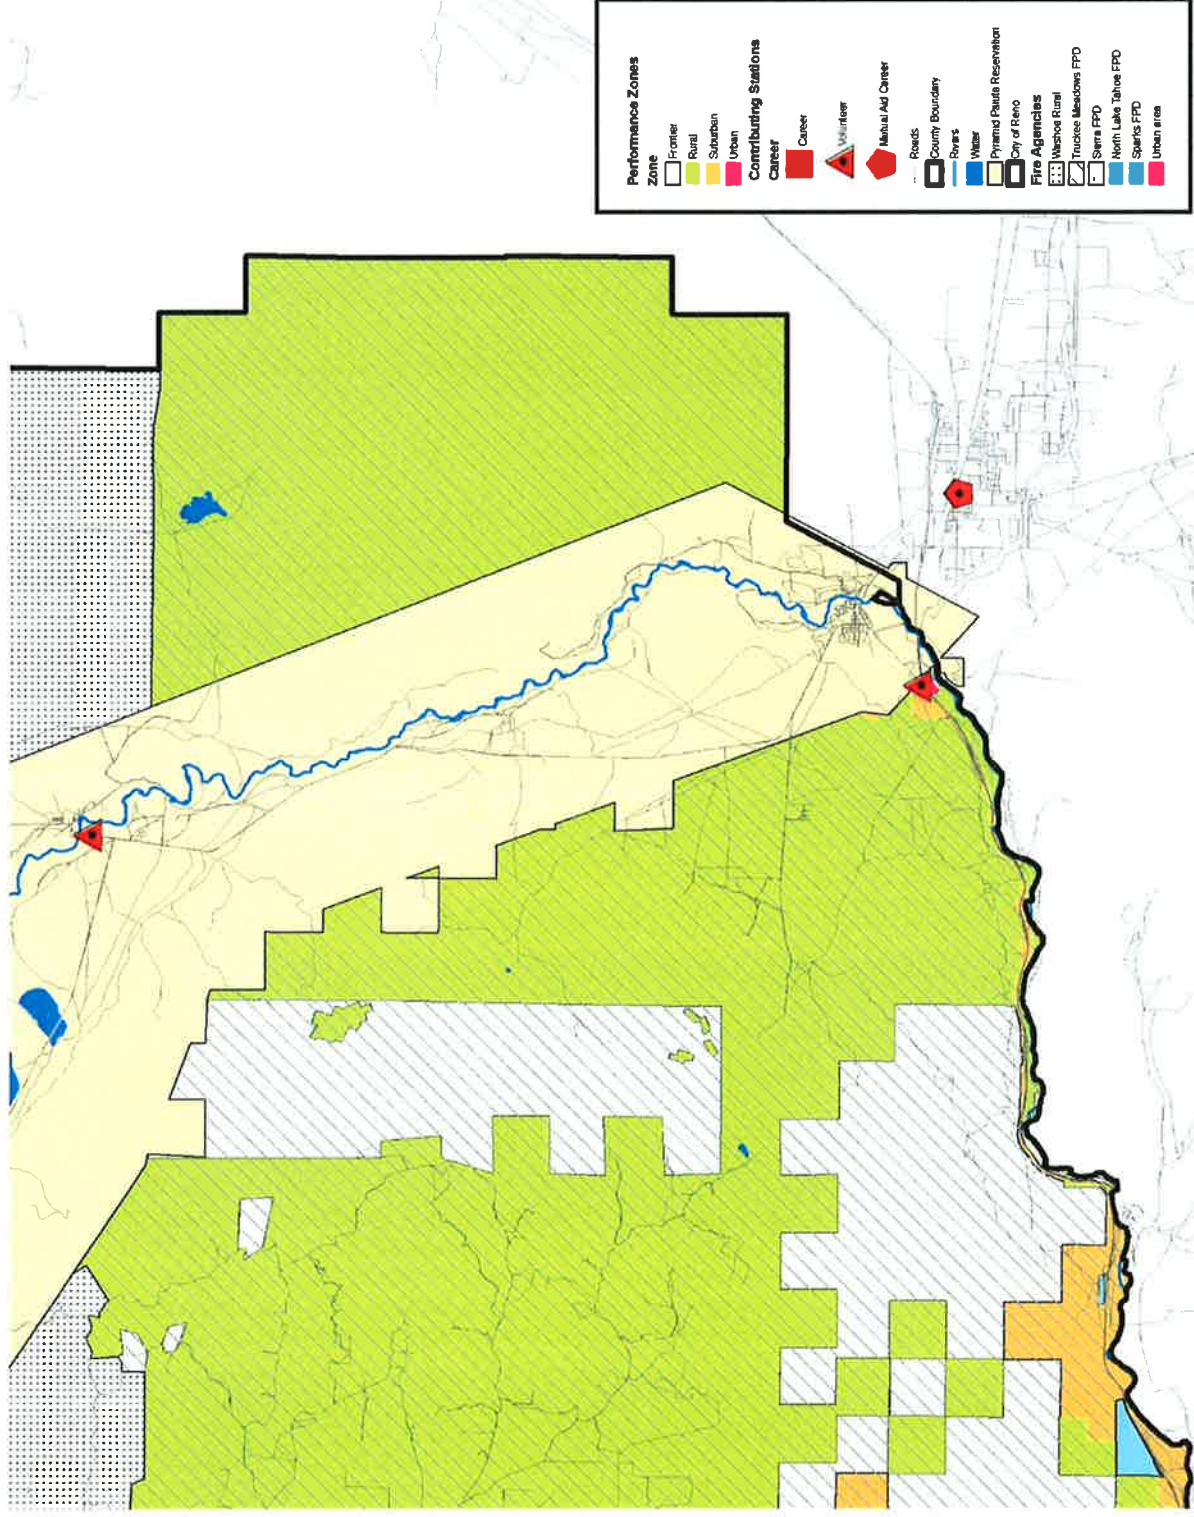 Performance Zones
Zone
Frontier
Rural
Suburban
Urban
Contributing Stations
Career
Career
Volunteer
Mutual Aid Career
Roads
County Boundary
Rivers
Water
Pyramid Paiute Reservation
City of Reno
Fire Agencies
Washoe Rural
Truckee Meadows FPD
Sierra FPD
North Lake Tahoe FPD
Sparks FPD
Urban area